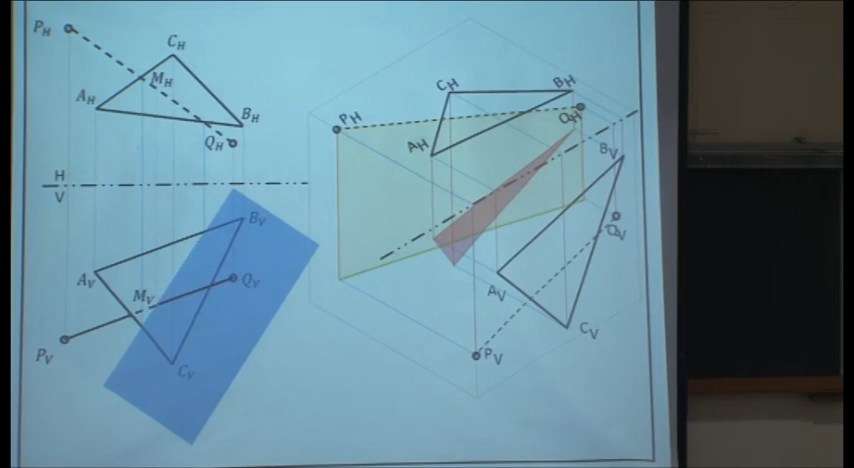 P_H
C_H
M_H
A_H
B_H
Q_H
H
V
B_V
A_V
Q_V
M_V
P_V
C_V
C_H
B_H
P_H
Q_H
A_H
B_V
Q_V
A_V
C_V
P_V